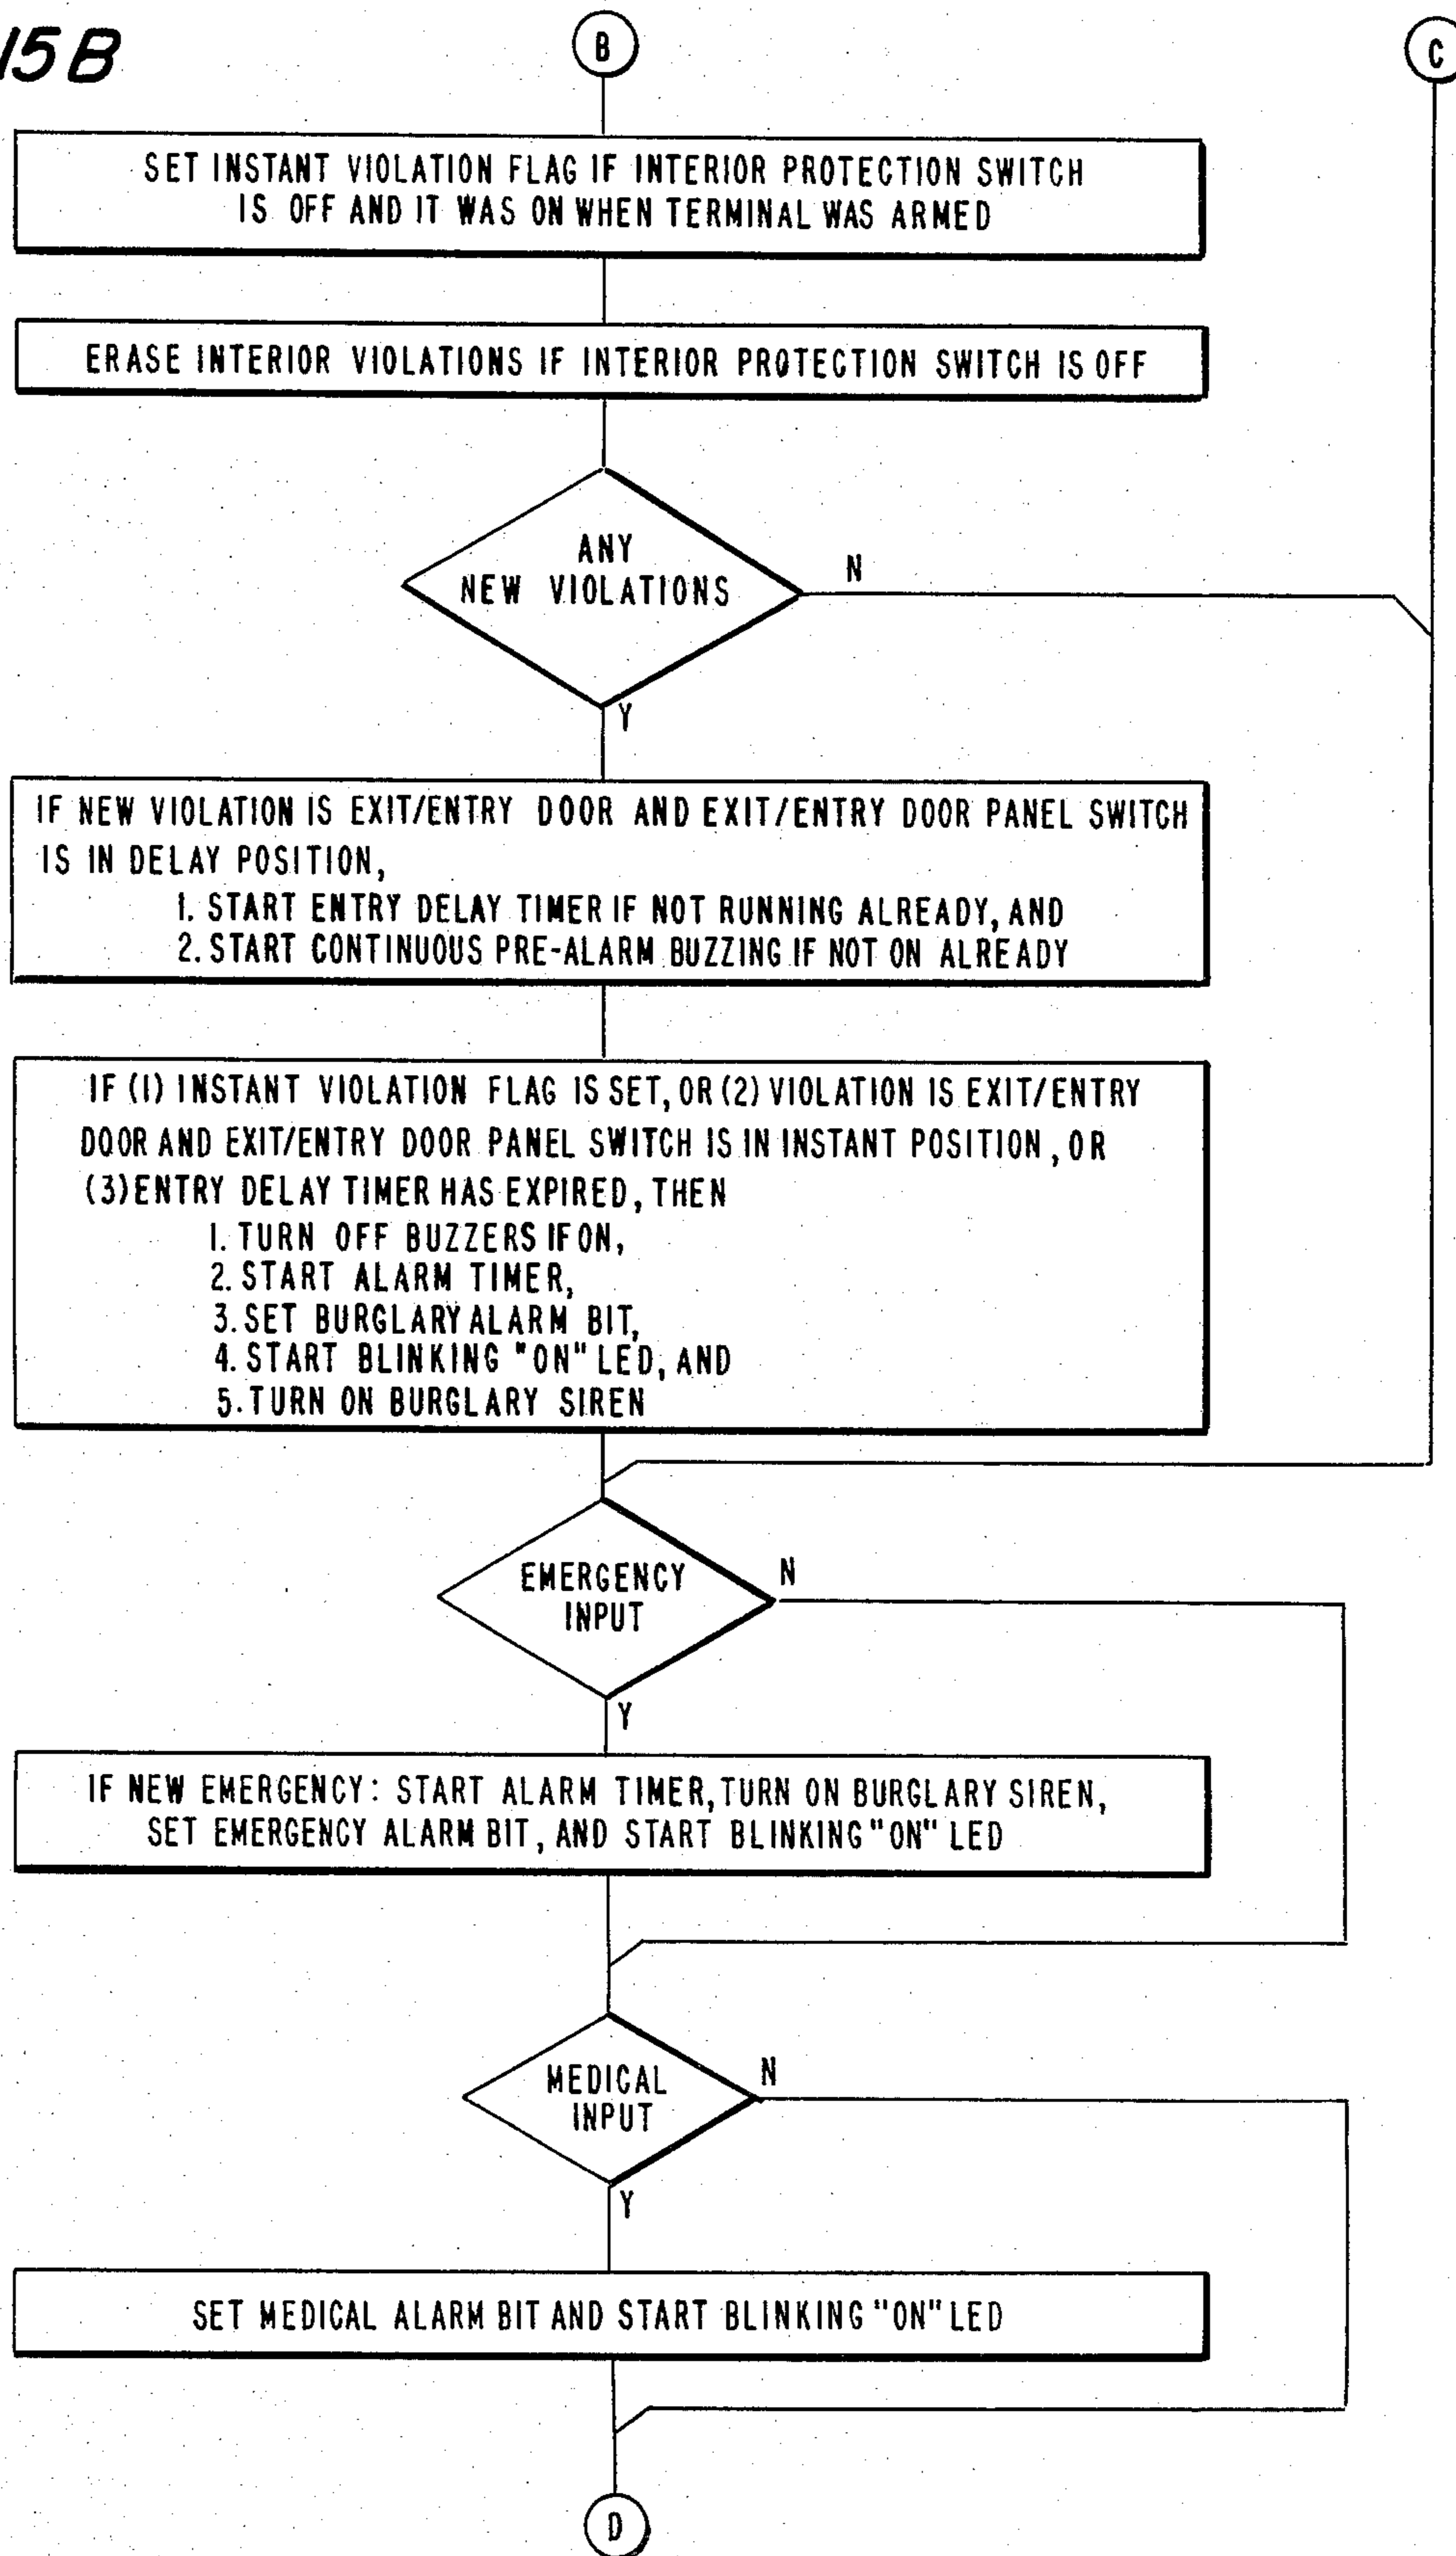 15B
B
C
SET INSTANT VIOLATION FLAG IF INTERIOR PROTECTION SWITCH
IS OFF AND IT WAS ON WHEN TERMINAL WAS ARMED
ERASE INTERIOR VIOLATIONS IF INTERIOR PROTECTION SWITCH IS OFF
ANY
NEW VIOLATIONS
N
Y
IF NEW VIOLATION IS EXIT/ENTRY DOOR AND EXIT/ENTRY DOOR PANEL SWITCH
IS IN DELAY POSITION,
1. START ENTRY DELAY TIMER IF NOT RUNNING ALREADY, AND
2. START CONTINUOUS PRE-ALARM BUZZING IF NOT ON ALREADY
IF (1) INSTANT VIOLATION FLAG IS SET, OR (2) VIOLATION IS EXIT/ENTRY
DOOR AND EXIT/ENTRY DOOR PANEL SWITCH IS IN INSTANT POSITION, OR
(3) ENTRY DELAY TIMER HAS EXPIRED, THEN
1. TURN OFF BUZZERS IF ON,
2. START ALARM TIMER,
3. SET BURGLARY ALARM BIT,
4. START BLINKING "ON" LED, AND
5. TURN ON BURGLARY SIREN
EMERGENCY
INPUT
N
Y
IF NEW EMERGENCY: START ALARM TIMER, TURN ON BURGLARY SIREN,
SET EMERGENCY ALARM BIT, AND START BLINKING "ON" LED
MEDICAL
INPUT
N
Y
SET MEDICAL ALARM BIT AND START BLINKING "ON" LED
D